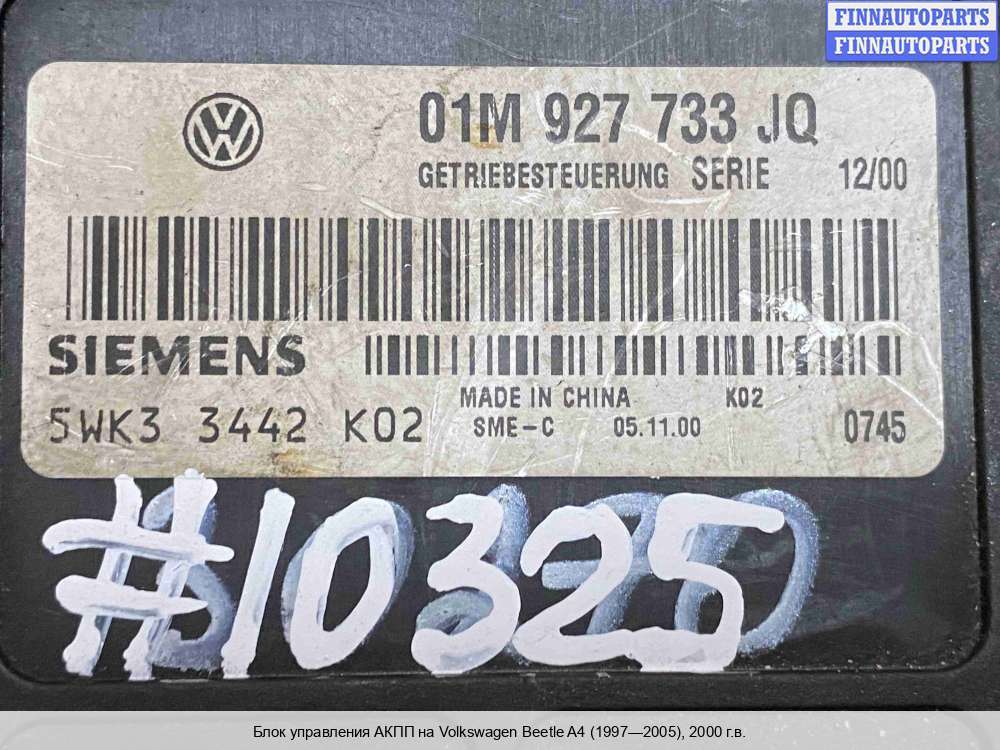 FINNAUTOPARTS
FINNAUTOPARTS
01M 927 733 JQ
GETRIEBESTEUERUNG SERIE 12/00
SIEMENS
MADE IN CHINA K02
5WK3 3442 K02 SME-C 05.11.00 0745
#10325
Блок управления АКПП на Volkswagen Beetle A4 (1997—2005), 2000 г.в.